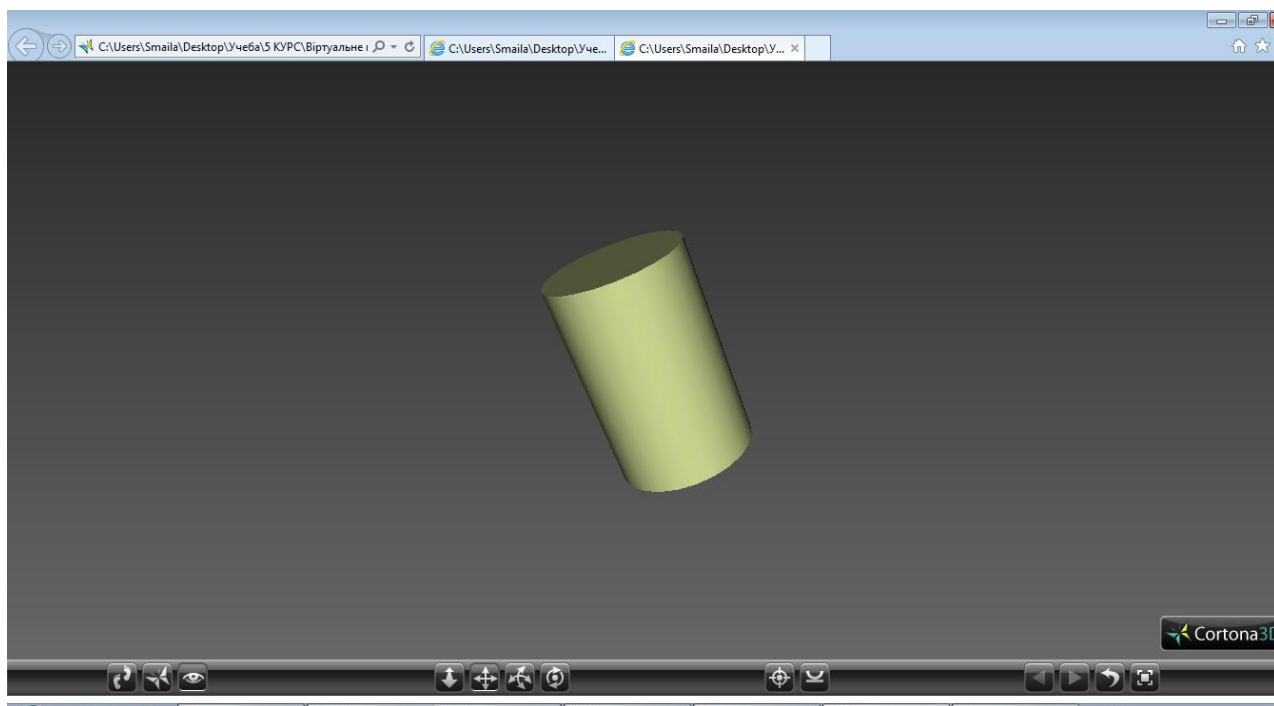 C:\Users\Smaila\Desktop\Учеба\5 КУРС\Віртуальне
C:\Users\Smaila\Desktop\Уче...
C:\Users\Smaila\Desktop\У...
Cortona3D